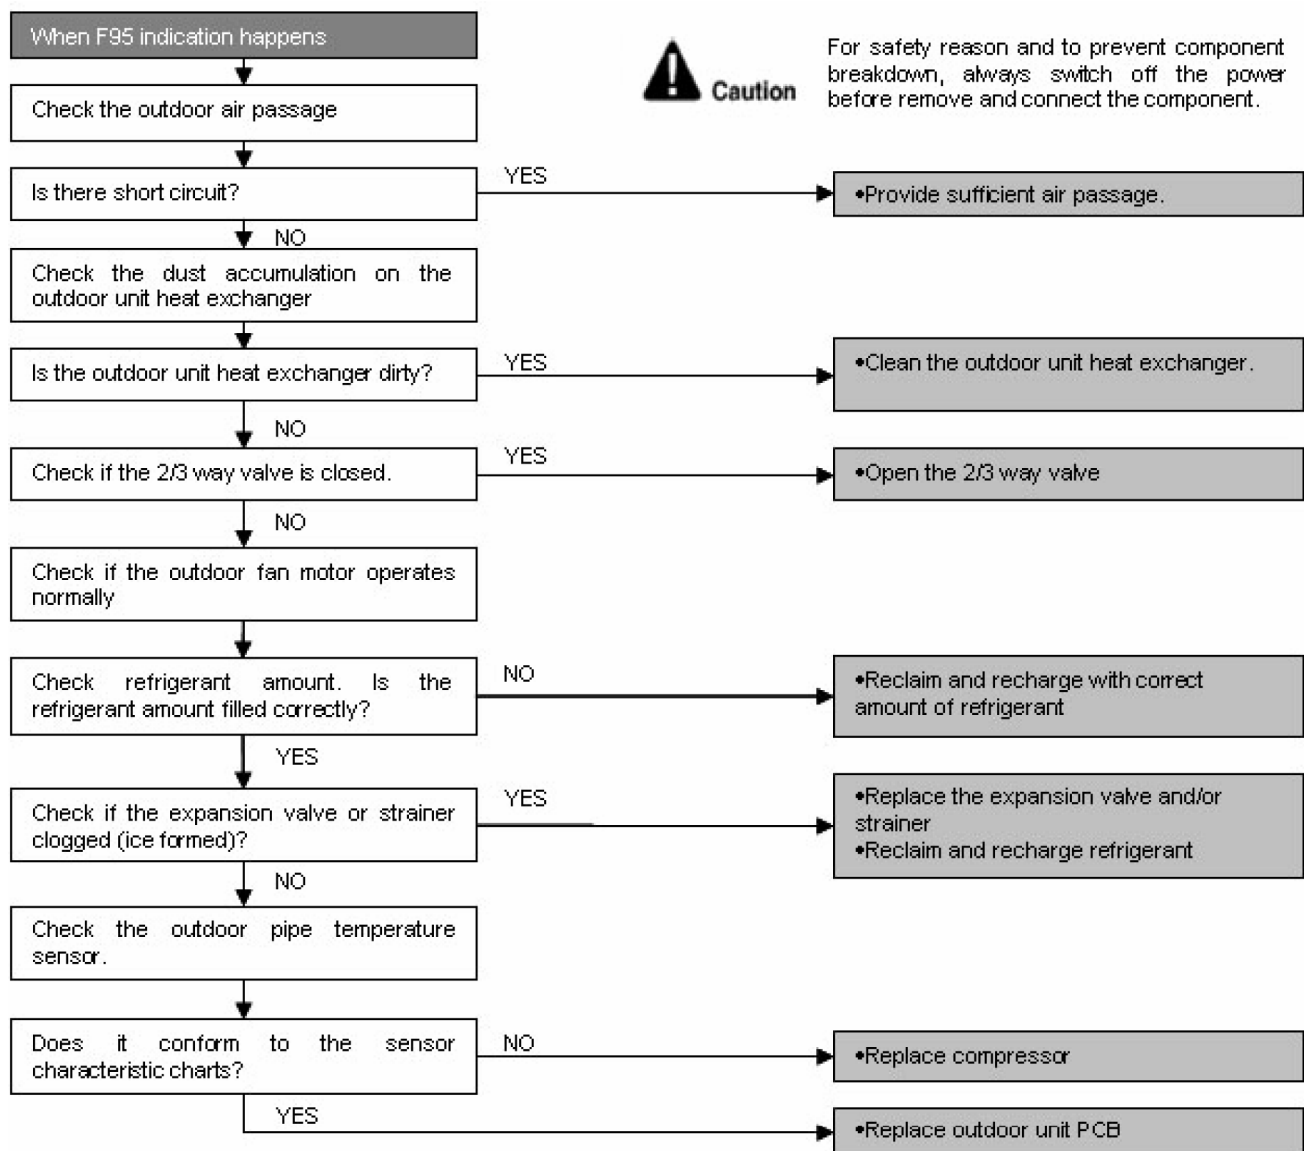 When F95 indication happens
Caution
For safety reason and to prevent component
breakdown, always switch off the power
before remove and connect the component.
Check the outdoor air passage
Is there short circuit?
YES
•Provide sufficient air passage.
NO
Check the dust accumulation on the
outdoor unit heat exchanger
Is the outdoor unit heat exchanger dirty?
YES
•Clean the outdoor unit heat exchanger.
NO
Check if the 2/3 way valve is closed.
YES
•Open the 2/3 way valve
NO
Check if the outdoor fan motor operates
normally
Check refrigerant amount. Is the
refrigerant amount filled correctly?
NO
•Reclaim and recharge with correct
amount of refrigerant
YES
Check if the expansion valve or strainer
clogged (ice formed)?
YES
•Replace the expansion valve and/or
strainer
•Reclaim and recharge refrigerant
NO
Check the outdoor pipe temperature
sensor.
Does it conform to the sensor
characteristic charts?
NO
•Replace compressor
YES
•Replace outdoor unit PCB